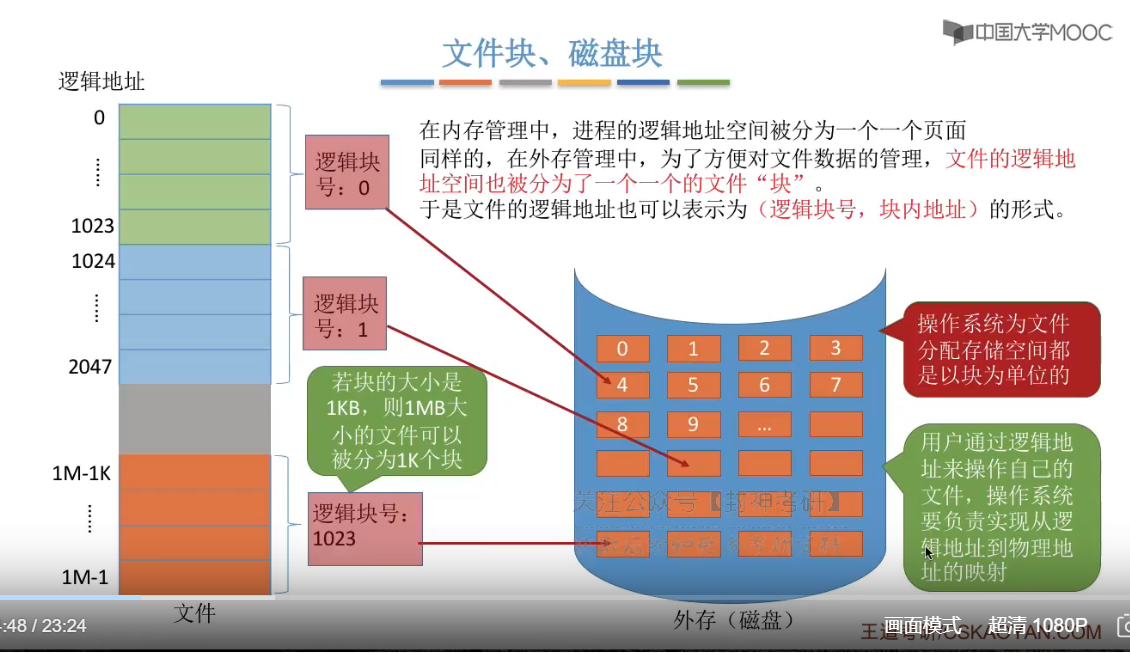 中国大学MOOC
文件块、磁盘块
逻辑地址
0
1023
1024
2047
1M-1K
1M-1
文件
逻辑块
号：0
逻辑块
号：1
若块的大小是
1KB，则1MB大
小的文件可以
被分为1K个块
逻辑块号：
1023
在内存管理中，进程的逻辑地址空间被分为一个一个页面
同样的，在外存管理中，为了方便对文件数据的管理，文件的逻辑地
址空间也被分为了一个一个的文件“块”。
于是文件的逻辑地址也可以表示为（逻辑块号，块内地址）的形式。
0 1 2 3
4 5 6 7
8 9 ...
关注公众号【封神考研】
外存（磁盘）
操作系统为文件
分配存储空间都
是以块为单位的
用户通过逻辑地
址来操作自己的
文件，操作系统
要负责实现从逻
辑地址到物理地
址的映射
:48 / 23:24
画面模式
超清 1080P
王道考研/CSKAOYAN.COM